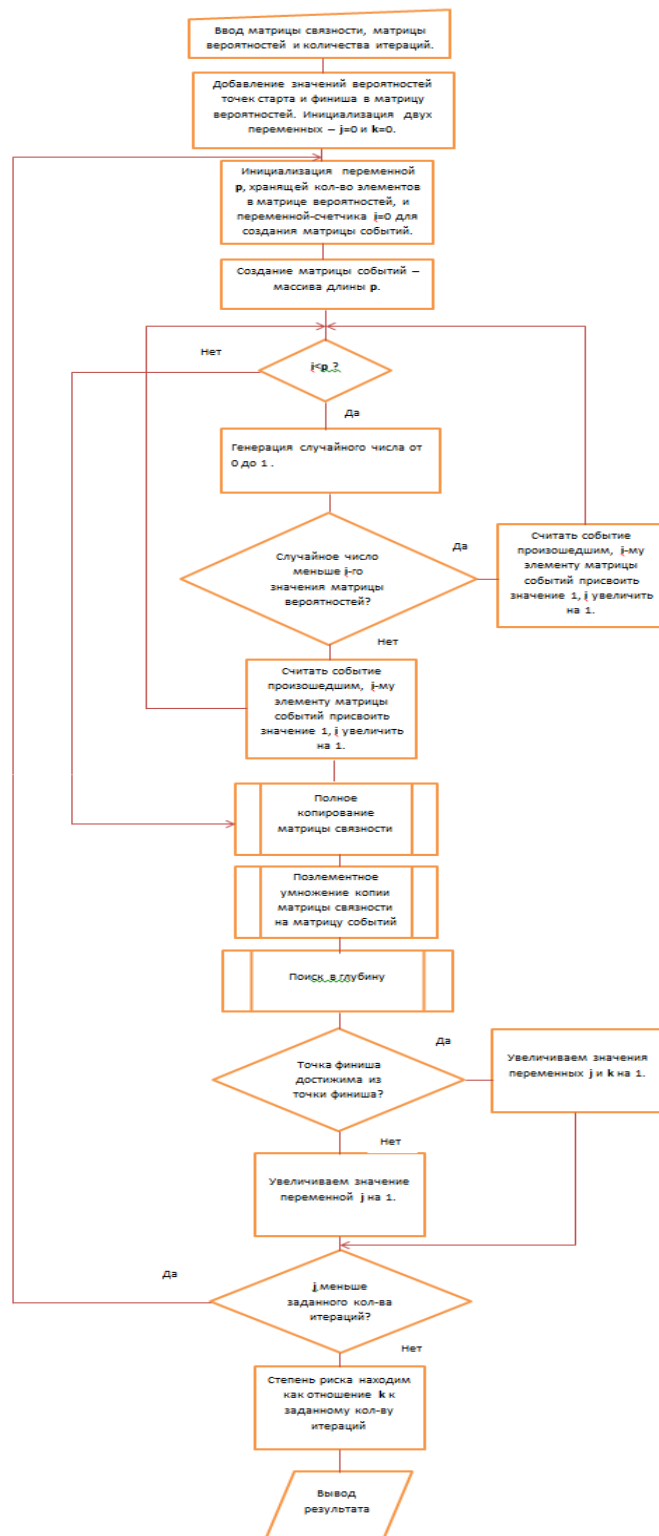 Ввод матрицы связности, матрицы
вероятностей и количества итераций.
Добавление значений вероятностей
точек старта и финиша в матрицу
вероятностей. Инициализация двух
переменных – j=0 и k=0.
Инициализация переменной
p, хранящей кол-во элементов
в матрице вероятностей, и
переменной-счетчика i=0 для
создания матрицы событий.
Создание матрицы событий –
массива длины p.
Нет
i<p ?
Да
Генерация случайного числа от
0 до 1 .
Случайное число
меньше i-го
значения матрицы
вероятностей?
Да
Считать событие
произошедшим, i-му
элементу матрицы
событий присвоить
значение 1, i увеличить
на 1.
Нет
Считать событие
произошедшим, i-му
элементу матрицы
событий присвоить
значение 1, i увеличить
на 1.
Полное
копирование
матрицы связности
Поэлементное
умножение копии
матрицы связности
на матрицу событий
Поиск в глубину
Точка финиша
достижима из
точки финиша?
Да
Увеличиваем значения
переменных j и k на 1.
Нет
Увеличиваем значение
переменной j на 1.
Да
j меньше
заданного кол-ва
итераций?
Нет
Степень риска находим
как отношение k к
заданному кол-ву
итераций
Вывод
результата